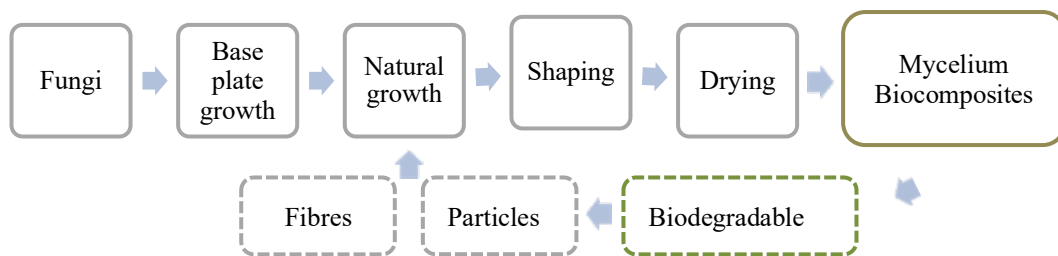 Fungi
Base
plate
growth
Natural
growth
Shaping
Drying
Mycelium
Biocomposites
Fibres
Particles
Biodegradable